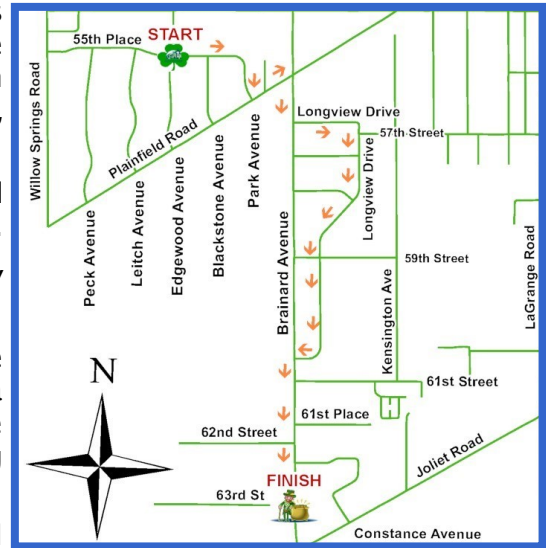 START
55th Place
Willow Springs Road
Plainfield Road
Peck Avenue
Leitch Avenue
Edgewood Avenue
Blackstone Avenue
Park Avenue
Longview Drive
57th Street
Longview Drive
Brainard Avenue
59th Street
Kensington Ave
LaGrange Road
N
61st Street
61st Place
62nd Street
Joliet Road
FINISH
63rd St
Constance Avenue